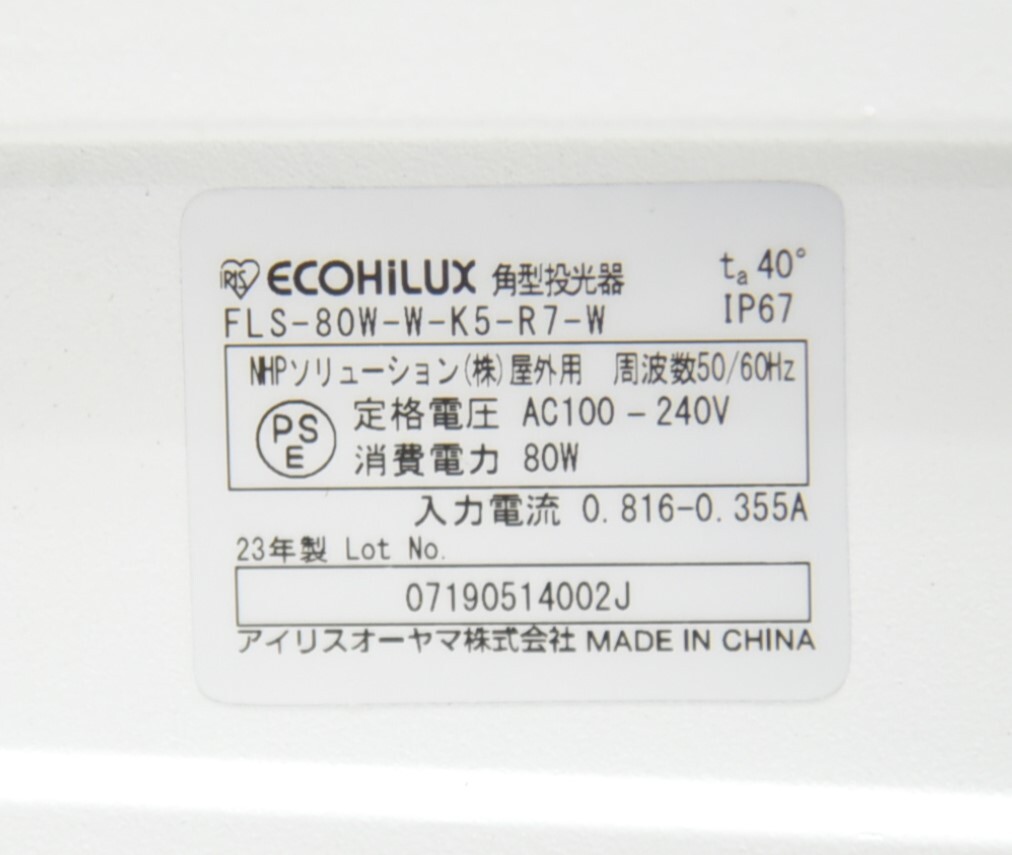 IRIS ECOHiLUX 角型投光器 ta 40°
FLS-80W-W-K5-R7-W IP67
NHPソリューション(株) 屋外用 周波数50/60Hz
PSE 定格電圧 AC100-240V
消費電力 80W
入力電流 0.816-0.355A
23年製 Lot No.
07190514002J
アイリスオーヤマ株式会社 MADE IN CHINA